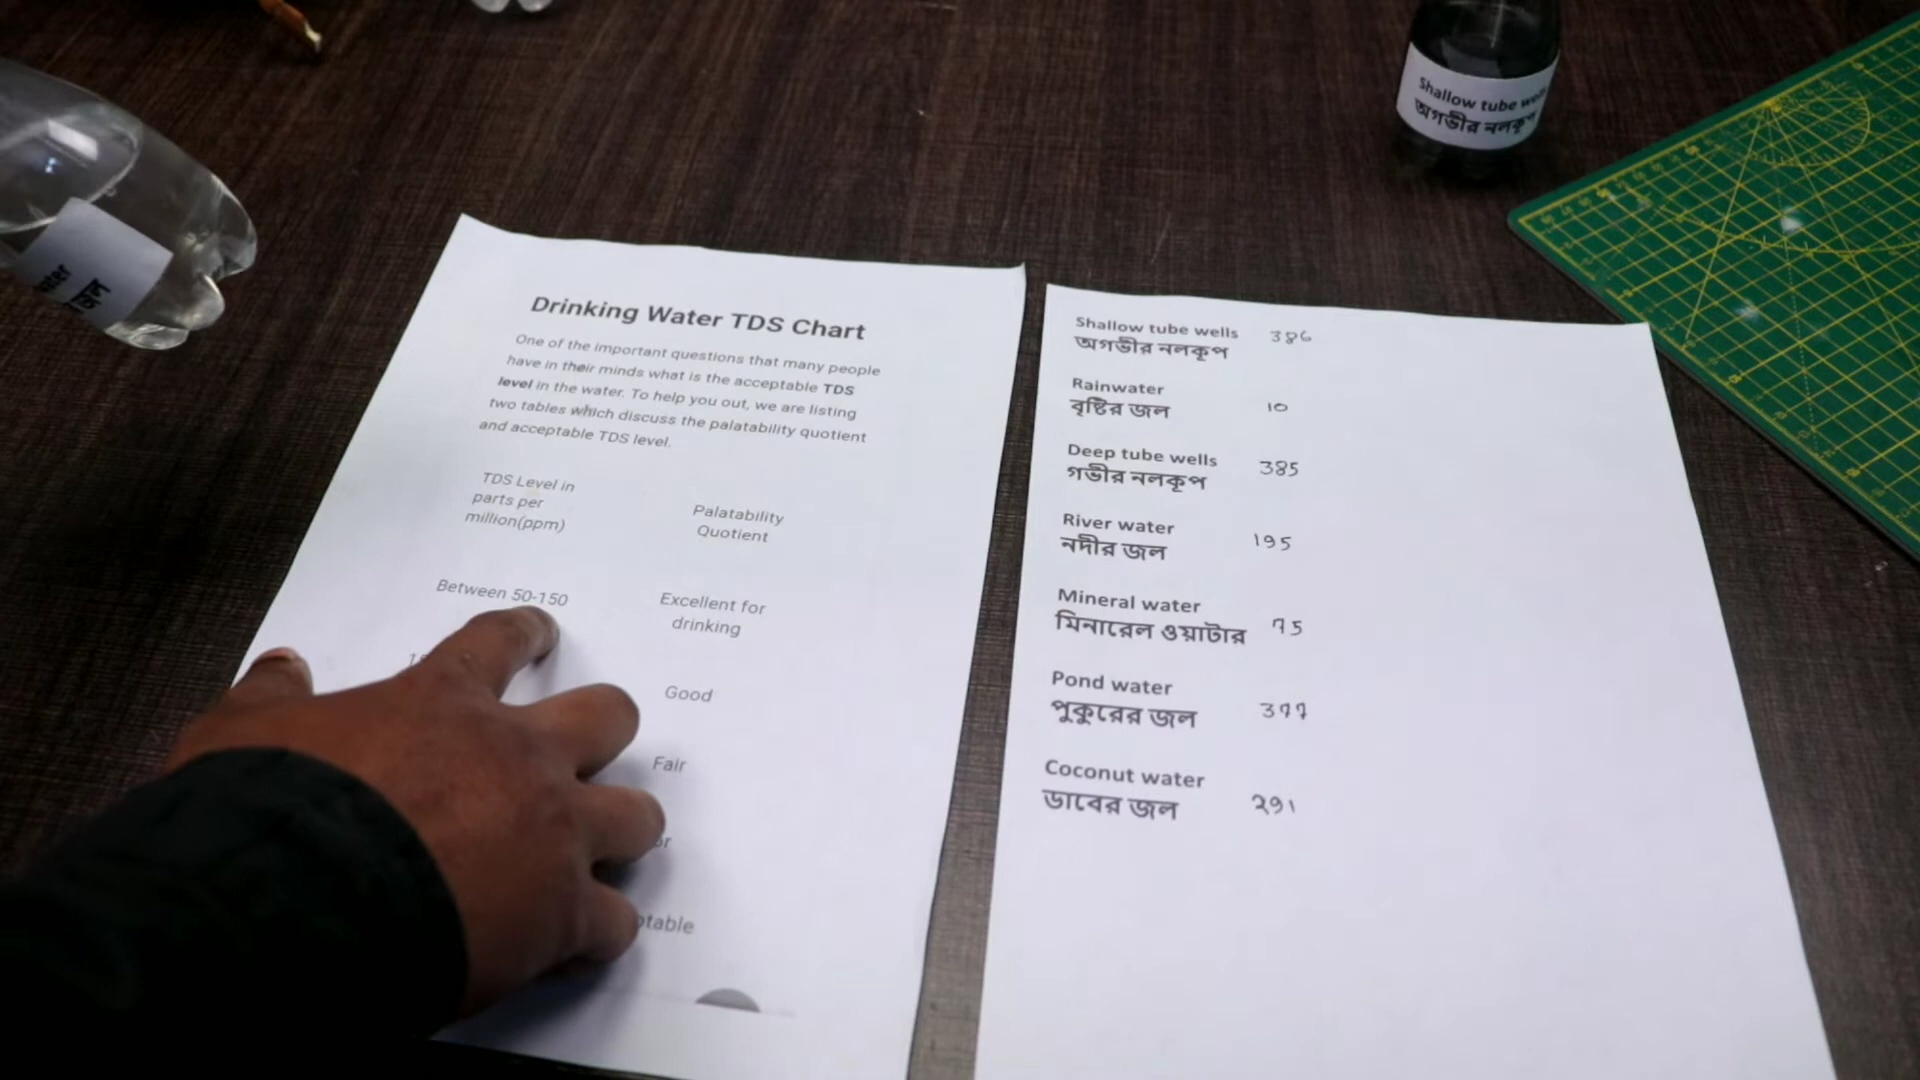 Shallow tube
অগভীর নলকূপ
Drinking Water TDS Chart
One of the important questions that many people
have in their minds what is the acceptable TDS
level in the water. To help you out, we are listing
two tables which discuss the palatability quotient
and acceptable TDS level.
TDS Level in
parts per
million(ppm)
Palatability
Quotient
Between 50-150
Excellent for
drinking
Good
Fair
Shallow tube wells 386
অগভীর নলকূপ
Rainwater
বৃষ্টির জল 10
Deep tube wells 385
গভীর নলকূপ
River water 195
নদীর জল
Mineral water
মিনারেল ওয়াটার 75
Pond water 377
পুকুরের জল
Coconut water
ডাবের জল 291